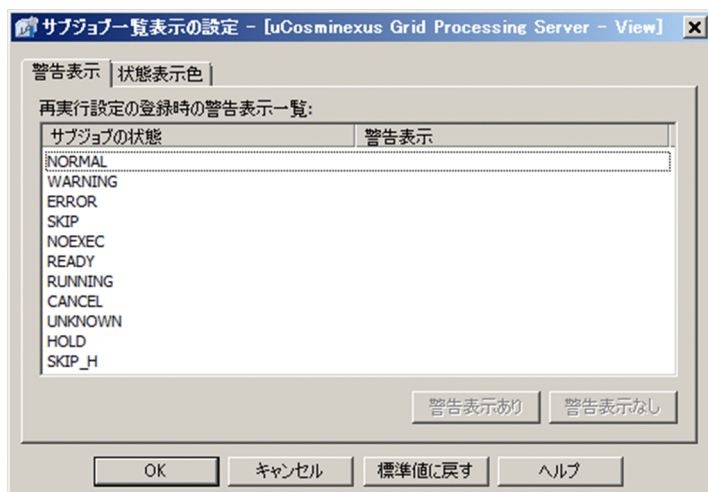 サブジョブ一覧表示の設定 - [uCosminexus Grid Processing Server - View]
警告表示 状態表示色
再実行設定の登録時の警告表示一覧:
サブジョブの状態 警告表示
NORMAL
WARNING
ERROR
SKIP
NOEXEC
READY
RUNNING
CANCEL
UNKNOWN
HOLD
SKIP_H
警告表示あり 警告表示なし
OK キャンセル 標準値に戻す ヘルプ